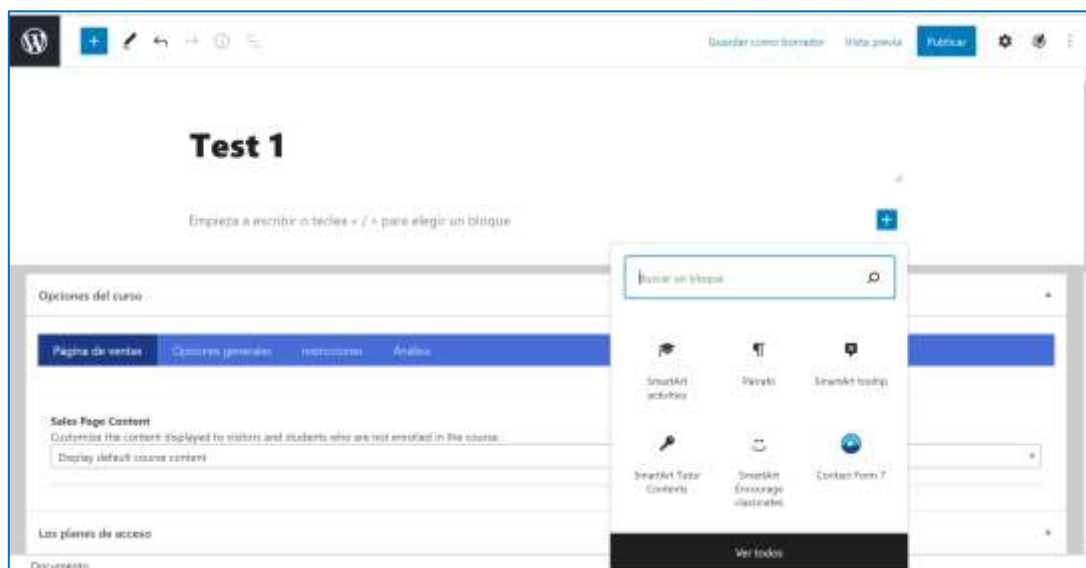 Guardar como borrador Vista previa Publicar
Test 1
Empieza a escribir o teclea « / » para elegir un bloque
Buscar un bloque
Opciones del curso
Página de ventas Opciones generales restricciones Análisis
SmartArt activities
Párrafo
SmartArt tooltip
Sales Page Content
Customize the content displayed to visitors and students who are not enrolled in the course.
Display default course content
SmartArt Tutor Contents
SmartArt Encourage classmates
Contact Form 7
Los planes de acceso
Ver todos
Documento